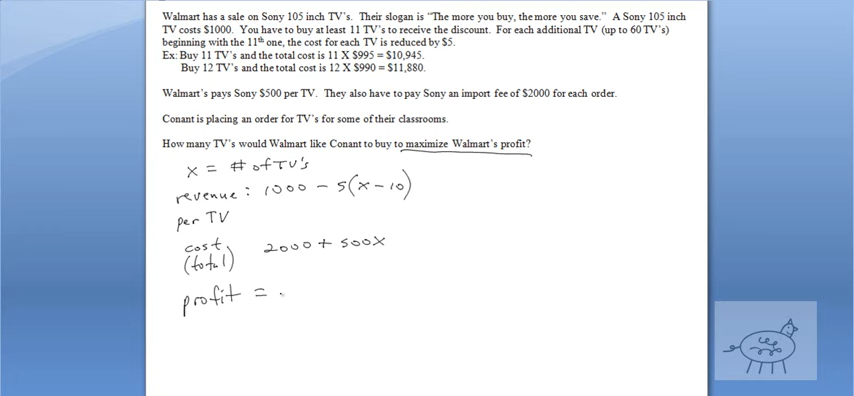 Walmart has a sale on Sony 105 inch TV's. Their slogan is "The more you buy, the more you save." A Sony 105 inch
TV costs $1000. You have to buy at least 11 TV's to receive the discount. For each additional TV (up to 60 TV's)
beginning with the 11th one, the cost for each TV is reduced by $5.
Ex: Buy 11 TV's and the total cost is 11 X $995 = $10,945.
Buy 12 TV's and the total cost is 12 X $990 = $11,880.
Walmart's pays Sony $500 per TV. They also have to pay Sony an import fee of $2000 for each order.
Conant is placing an order for TV's for some of their classrooms.
How many TV's would Walmart like Conant to buy to maximize Walmart's profit?
x = # of TV's
revenue: 1000 - 5(x - 10)
per TV
cost 2000 + 500x
(total)
profit =